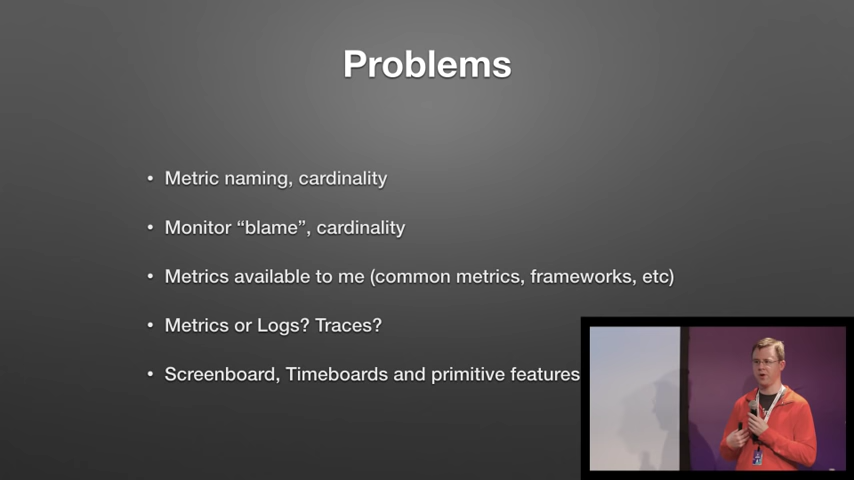 Problems
• Metric naming, cardinality
• Monitor “blame”, cardinality
• Metrics available to me (common metrics, frameworks, etc)
• Metrics or Logs? Traces?
• Screenboard, Timeboards and primitive features